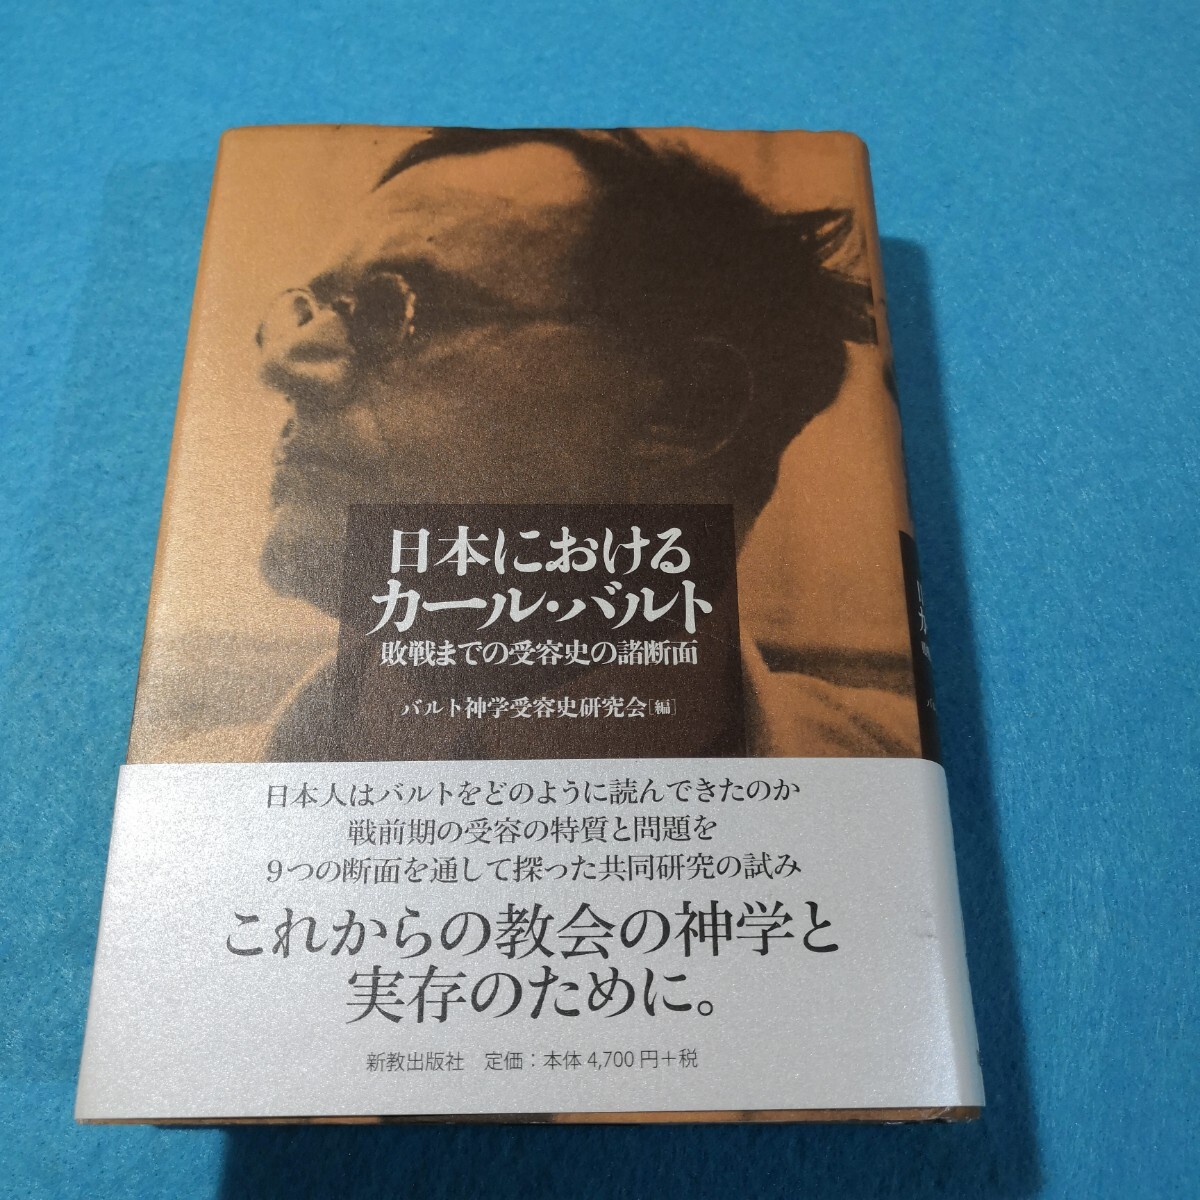 日本における
カール・バルト
敗戦までの受容史の諸断面
バルト神学受容史研究会[編]
日本人はバルトをどのように読んできたのか
戦前期の受容の特質と問題を
9つの断面を通して探った共同研究の試み
これからの教会の神学と
実存のために。
新教出版社 定価:本体4,700円+税